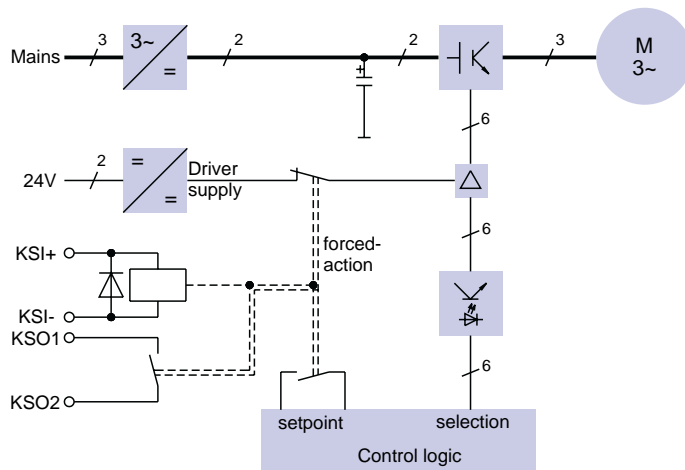 3
3~
=
2
2
3
M
3~
Mains
+
6
24V
2
=
=
Driver
supply
6
KSI+
forced-
action
KSI-
KSO1
6
KSO2
setpoint
selection
Control logic